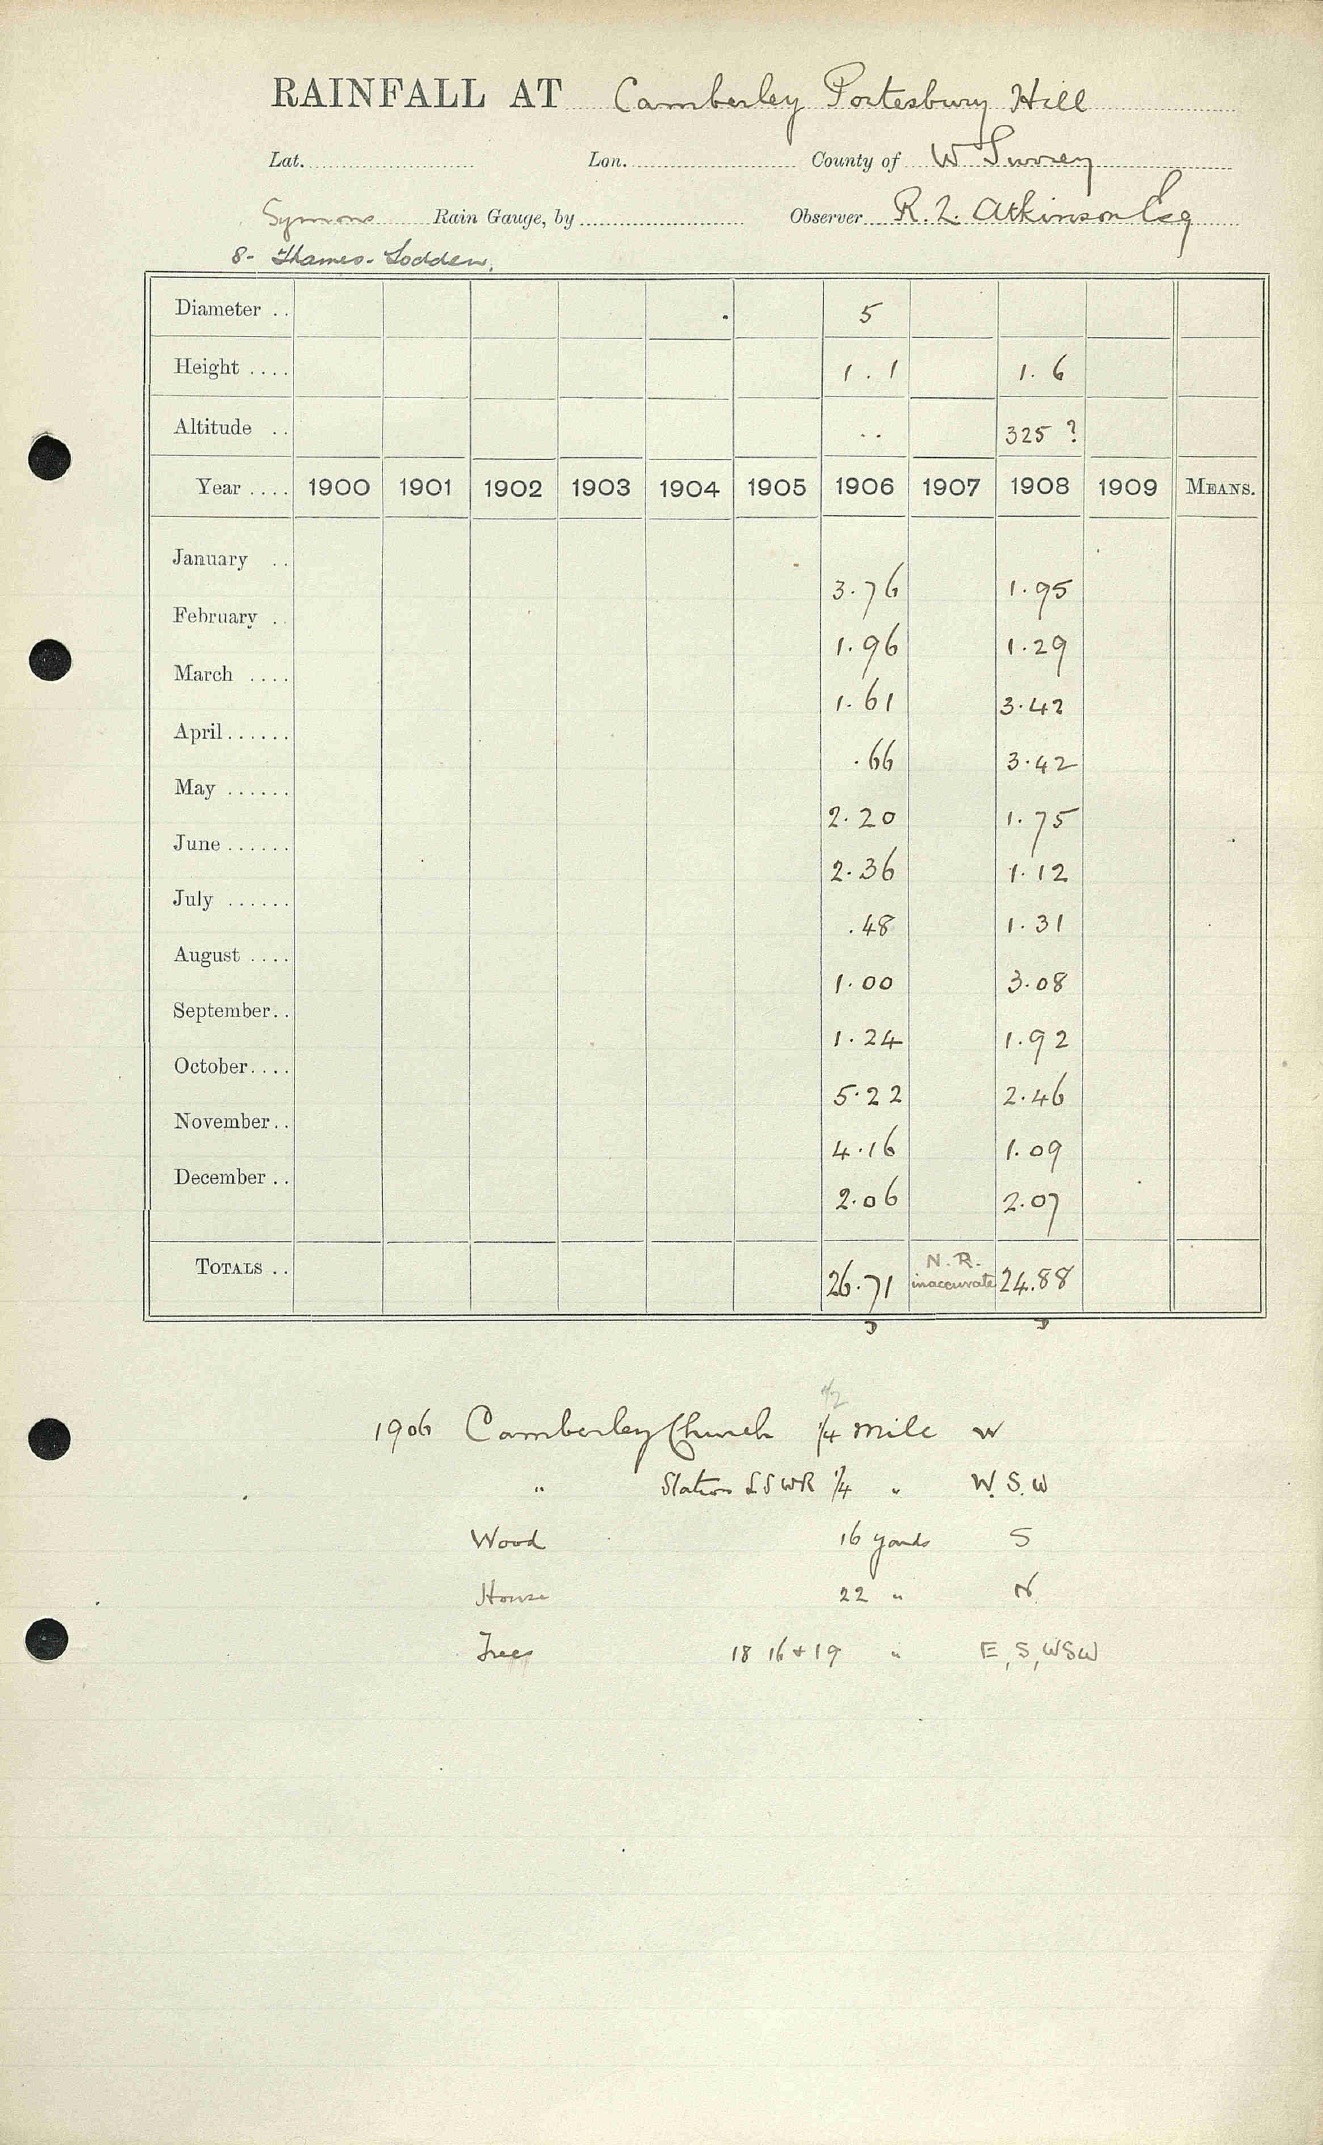 RAINFALL AT Camberley Portesbury Hill
Lat. Lon. County of W Surrey
Symons Rain Gauge, by Observer R. L. Atkinson Esq
8- Thames-Lodden.
Diameter .. 5
Height .... 1.1 1.6
Altitude .. .. 325 ?
Year .... 1900 1901 1902 1903 1904 1905 1906 1907 1908 1909 MEANS.
January .. 3.76 1.95
February . 1.96 1.29
March .... 1.61 3.42
April...... .66 3.42
May ...... 2.20 1.75
June ...... 2.36 1.12
July ...... .48 1.31
August .... 1.00 3.08
September.. 1.24 1.92
October.... 5.22 2.46
November.. 4.16 1.09
December .. 2.06 2.07
TOTALS .. 26.71 N.R. inaccurate 24.88
1/2
1906 Camberley Church 1/4 mile W
" Station LSWR 1/4 " W.S.W
Wood 16 yards S
House 22 " N
Trees 18 16+19 " E, S, WSW